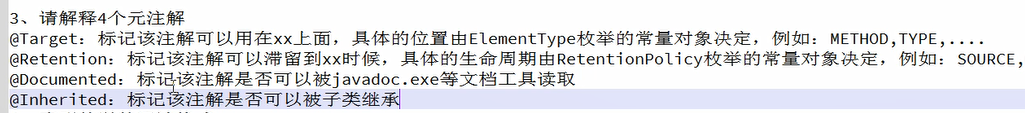 3、请解释4个元注解
@Target：标记该注解可以用在xx上面，具体的位置由ElementType枚举的常量对象决定，例如：METHOD,TYPE,....
@Retention：标记该注解可以滞留到xx时候，具体的生命周期由RetentionPolicy枚举的常量对象决定，例如：SOURCE,
@Documented：标记该注解是否可以被javadoc.exe等文档工具读取
@Inherited：标记该注解是否可以被子类继承